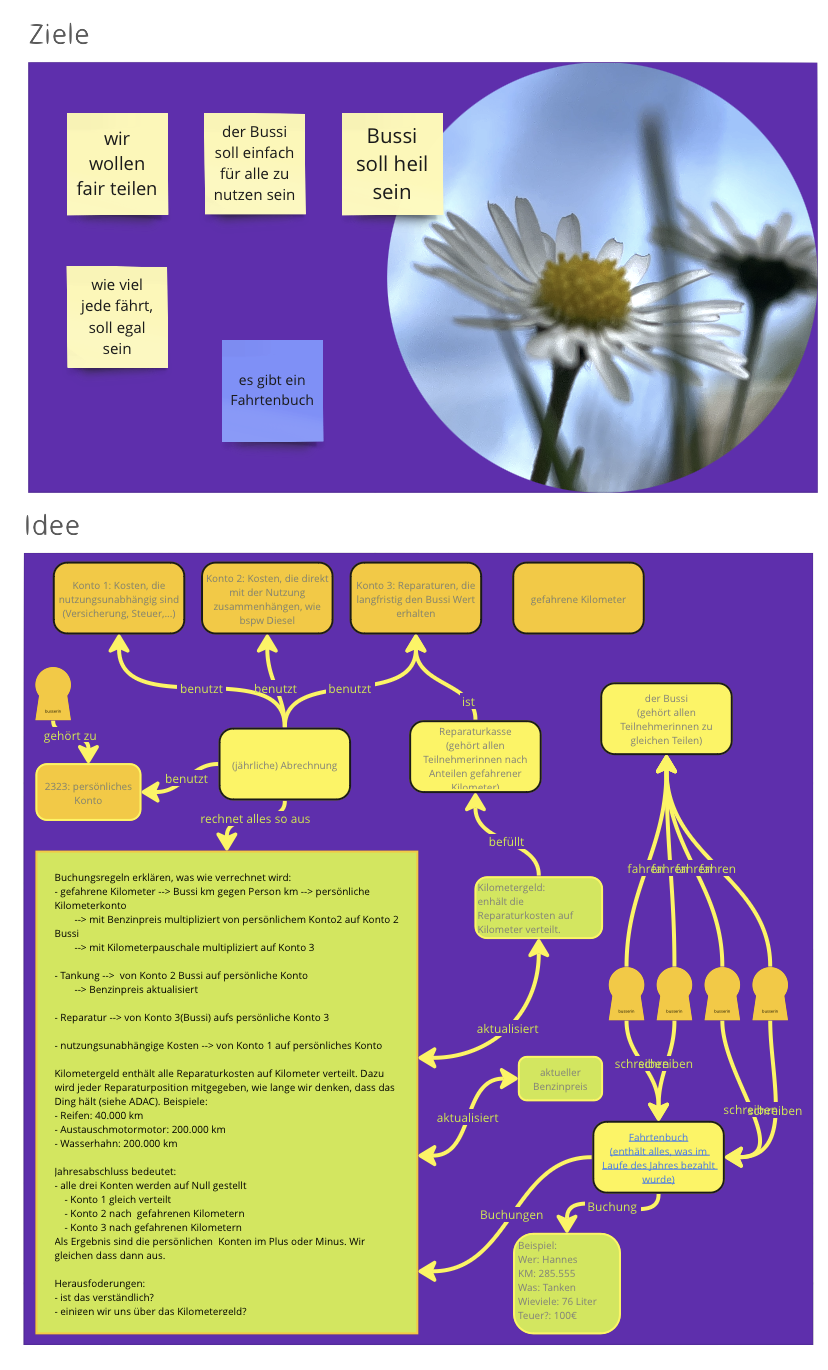 Ziele
wir
wollen
fair teilen
der Bussi
soll einfach
für alle zu
nutzen sein
Bussi
soll heil
sein
wie viel
jede fährt,
soll egal
sein
es gibt ein
Fahrtenbuch
Idee
Konto 1: Kosten, die
nutzungsunabhängig sind
(Versicherung, Steuer,...)
Konto 2: Kosten, die direkt
mit der Nutzung
zusammenhängen, wie
bspw Diesel
Konto 3: Reparaturen, die
langfristig den Bussi Wert
erhalten
gefahrene Kilometer
benutzt
benutzt
benutzt
ist
busserin
gehört zu
2323: persönliches
Konto
benutzt
(jährliche) Abrechnung
rechnet alles so aus
Reparaturkasse
(gehört allen
Teilnehmerinnen nach
Anteilen gefahrener
Kilometer)
der Bussi
(gehört allen
Teilnehmerinnen zu
gleichen Teilen)
befüllt
fahren
fahren
fahren
fahren
Kilometergeld:
enhält die
Reparaturkosten auf
Kilometer verteilt.
Buchungsregeln erklären, was wie verrechnet wird:
- gefahrene Kilometer --> Bussi km gegen Person km --> persönliche
Kilometerkonto
--> mit Benzinpreis multipliziert von persönlichem Konto2 auf Konto 2
Bussi
--> mit Kilometerpauschale multipliziert auf Konto 3
- Tankung --> von Konto 2 Bussi auf persönliche Konto
--> Benzinpreis aktualisiert
- Reparatur --> von Konto 3(Bussi) aufs persönliche Konto 3
- nutzungsunabhängige Kosten --> von Konto 1 auf persönliches Konto
Kilometergeld enthält alle Reparaturkosten auf Kilometer verteilt. Dazu
wird jeder Reparaturposition mitgegeben, wie lange wir denken, dass das
Ding hält (siehe ADAC). Beispiele:
- Reifen: 40.000 km
- Austauschmotormotor: 200.000 km
- Wasserhahn: 200.000 km
Jahresabschluss bedeutet:
- alle drei Konten werden auf Null gestellt
- Konto 1 gleich verteilt
- Konto 2 nach gefahrenen Kilometern
- Konto 3 nach gefahrenen Kilometern
Als Ergebnis sind die persönlichen Konten im Plus oder Minus. Wir
gleichen dass dann aus.
Herausfoderungen:
- ist das verständlich?
- einigen wir uns über das Kilometergeld?
busserin
busserin
busserin
busserin
aktualisiert
schreiben
schreiben
aktueller
Benzinpreis
aktualisiert
schreiben
schreiben
Fahrtenbuch
(enthält alles, was im
Laufe des Jahres bezahlt
wurde)
Buchungen
Buchung
Beispiel:
Wer: Hannes
KM: 285.555
Was: Tanken
Wieviele: 76 Liter
Teuer?: 100€